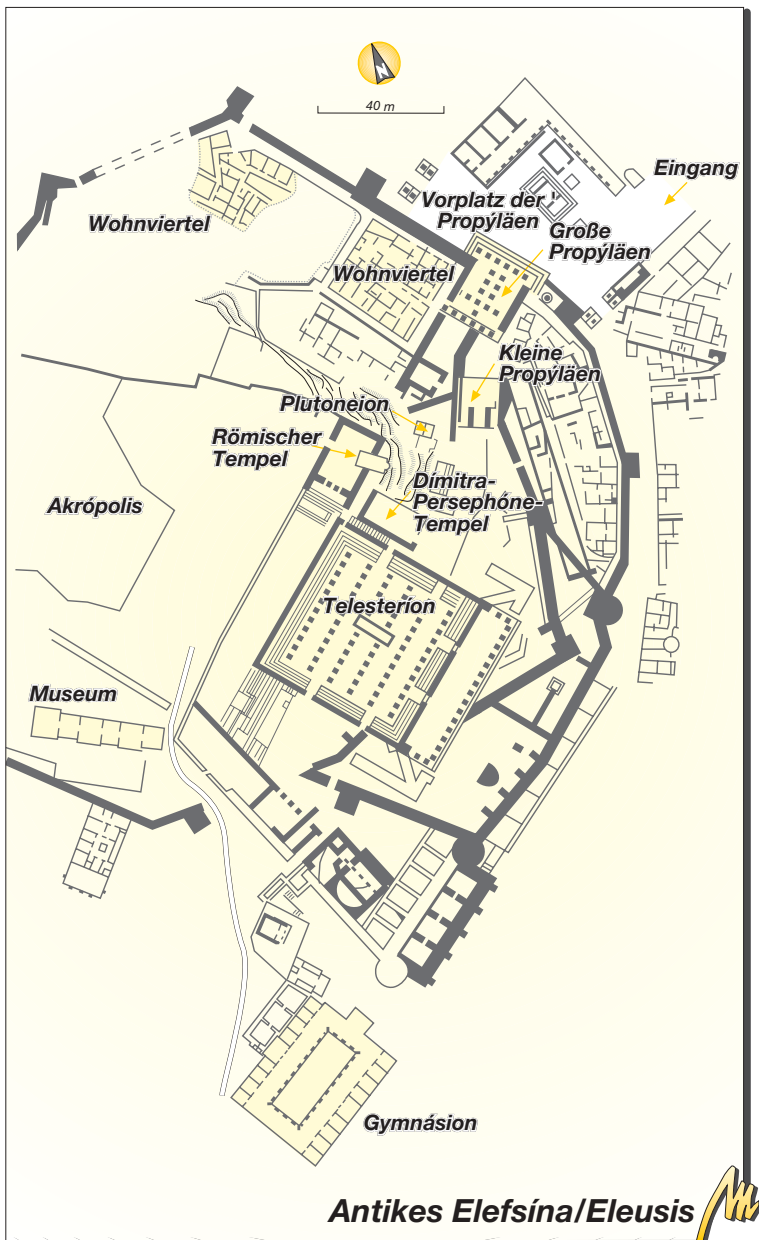 N
40 m
Eingang
Vorplatz der
Propýläen
Wohnviertel
Große
Propýläen
Wohnviertel
Kleine
Propýläen
Plutoneion
Römischer
Tempel
Dímitra-
Persephóne-
Tempel
Akrópolis
Telesteríon
Museum
Gymnásion
Antikes Elefsína/Eleusis